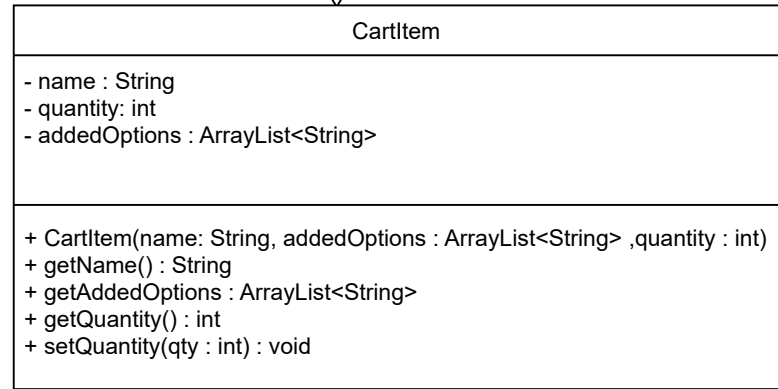 CartItem
- name : String
- quantity: int
- addedOptions : ArrayList<String>
+ CartItem(name: String, addedOptions : ArrayList<String> ,quantity : int)
+ getName() : String
+ getAddedOptions : ArrayList<String>
+ getQuantity() : int
+ setQuantity(qty : int) : void